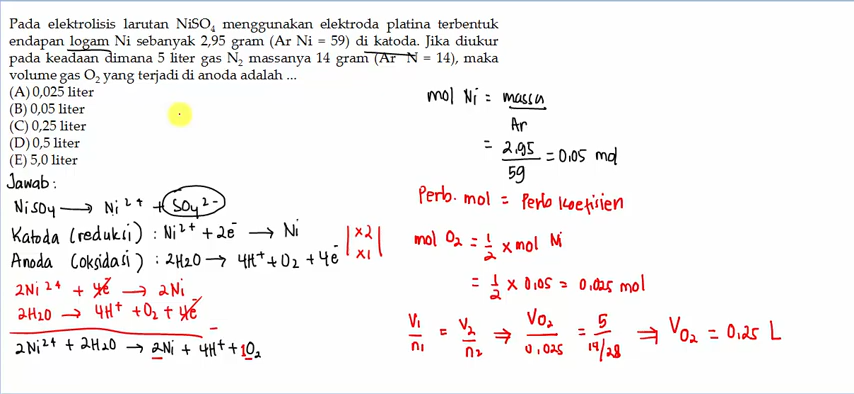 Pada elektrolisis larutan NiSO₄ menggunakan elektroda platina terbentuk
endapan logam Ni sebanyak 2,95 gram (Ar Ni = 59) di katoda. Jika diukur
pada keadaan dimana 5 liter gas N₂ massanya 14 gram (Ar N = 14), maka
volume gas O₂ yang terjadi di anoda adalah ...
(A) 0,025 liter
(B) 0,05 liter
(C) 0,25 liter
(D) 0,5 liter
(E) 5,0 liter
Jawab:
NiSO4 → Ni²⁺ + SO4²⁻
Katoda (reduksi) : Ni²⁺ + 2e⁻ → Ni | x2
Anoda (oksidasi) : 2H2O → 4H⁺ + O2 + 4e⁻ | x1
2Ni²⁺ + 4e⁻ → 2Ni
2H2O → 4H⁺ + O2 + 4e⁻
2Ni²⁺ + 2H2O → 2Ni + 4H⁺ + 1O2
mol Ni = massa / Ar
= 2,95 / 59 = 0,05 mol
Perb. mol = Perb koefisien
mol O2 = 1/2 x mol Ni
= 1/2 x 0,05 = 0,025 mol
V1/n1 = V2/n2 ⇒ VO2/0,025 = 5/(14/28) ⇒ VO2 = 0,25 L